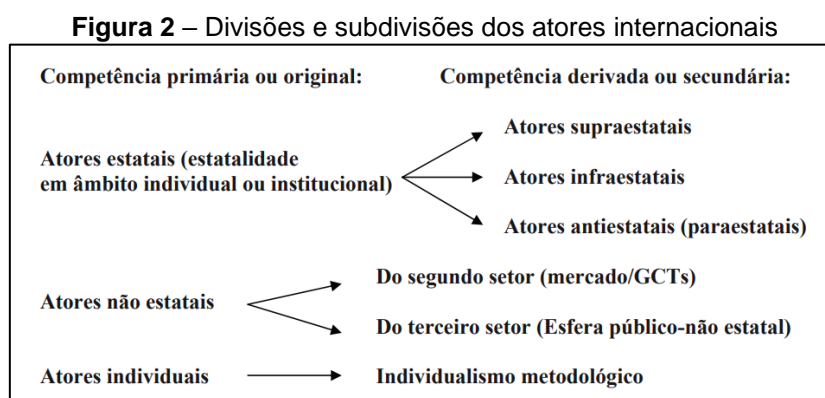 Figura 2 – Divisões e subdivisões dos atores internacionais
Competência primária ou original:
Competência derivada ou secundária:
Atores estatais (estatalidade
em âmbito individual ou institucional)
Atores supraestatais
Atores infraestatais
Atores antiestatais (paraestatais)
Atores não estatais
Do segundo setor (mercado/GCTs)
Do terceiro setor (Esfera público-não estatal)
Atores individuais
Individualismo metodológico